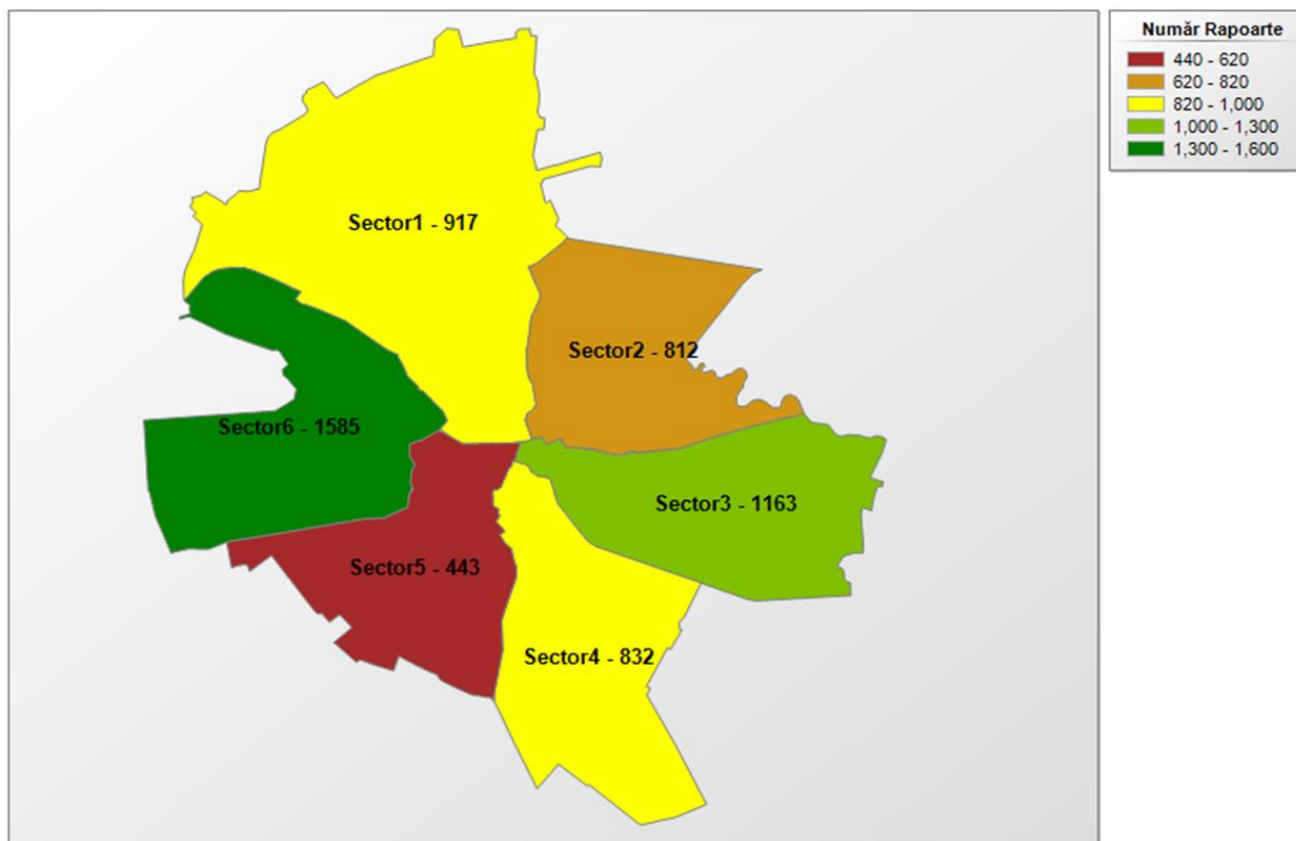 Număr Rapoarte
440 - 620
620 - 820
820 - 1,000
1,000 - 1,300
1,300 - 1,600
Sector1 - 917
Sector2 - 812
Sector6 - 1585
Sector3 - 1163
Sector5 - 443
Sector4 - 832